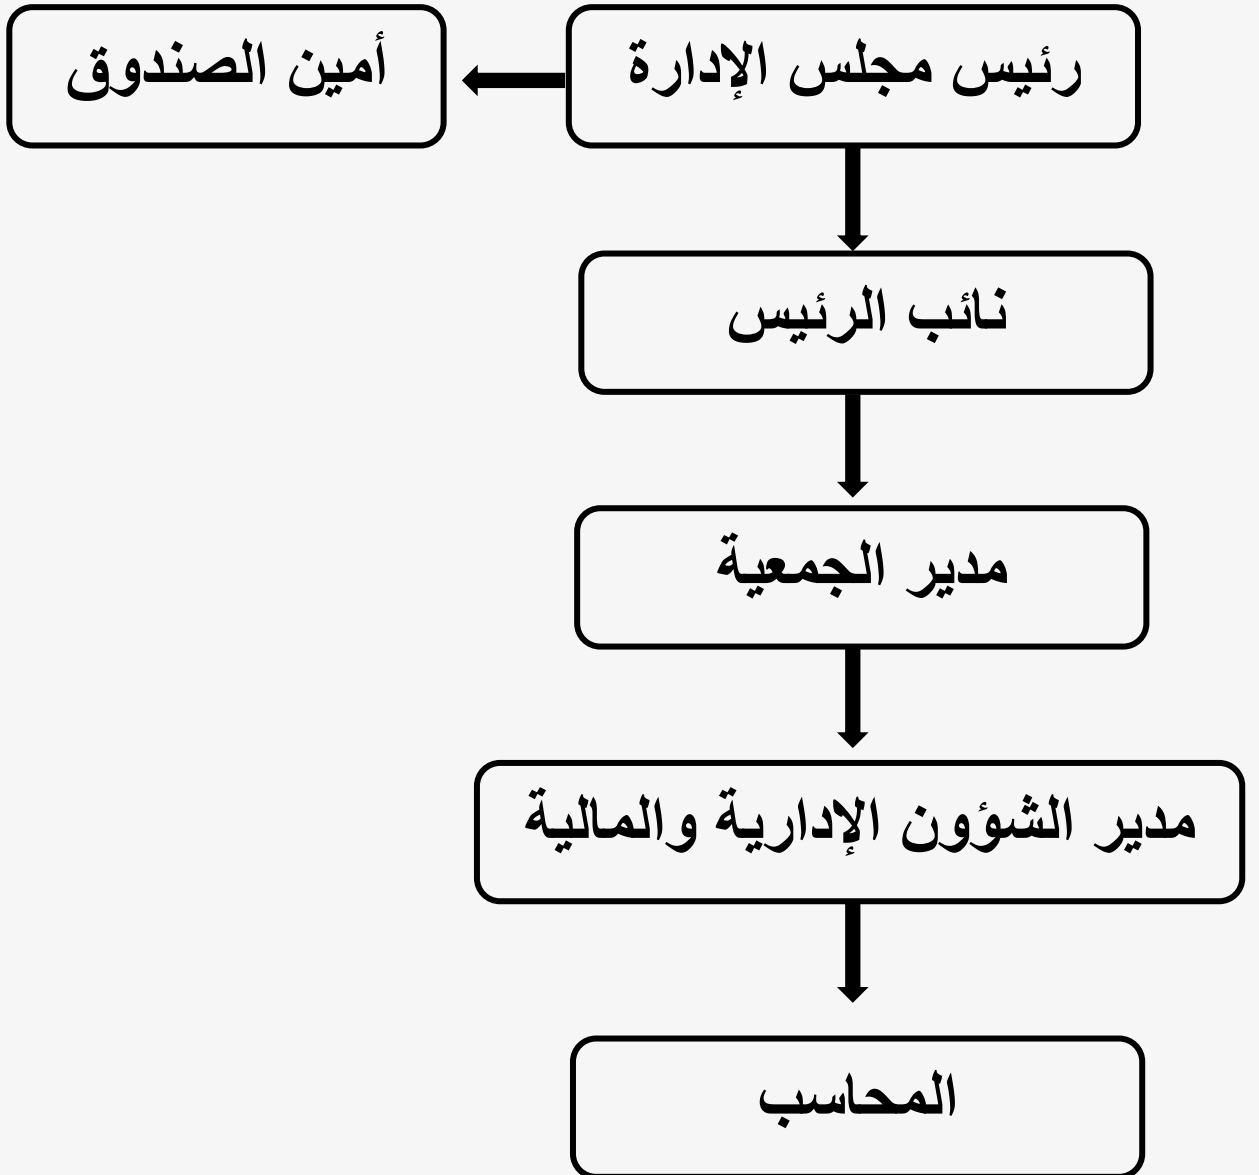 رئيس مجلس الإدارة
أمين الصندوق
نائب الرئيس
مدير الجمعية
مدير الشؤون الإدارية والمالية
المحاسب